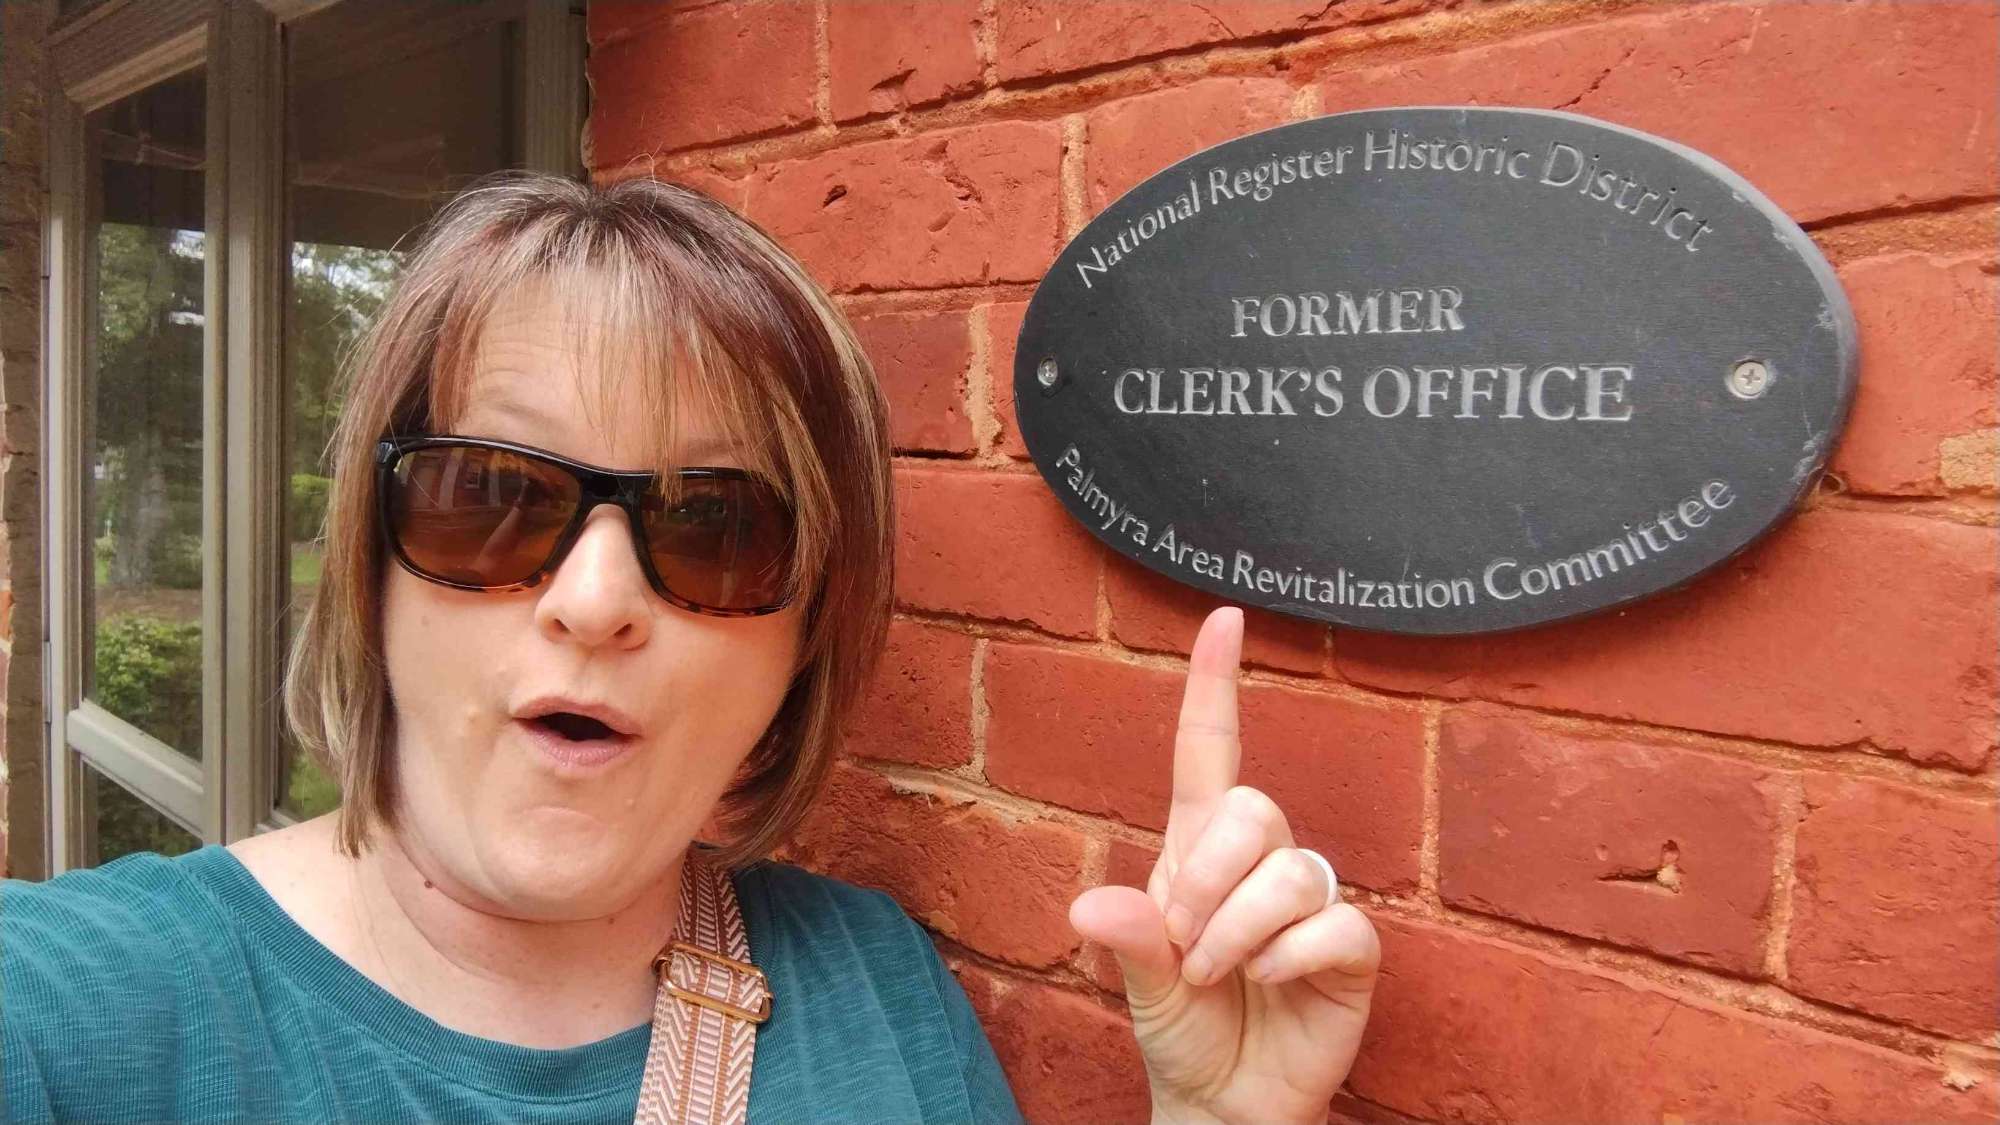 National Register Historic District
FORMER
CLERK'S OFFICE
Palmyra Area Revitalization Committee